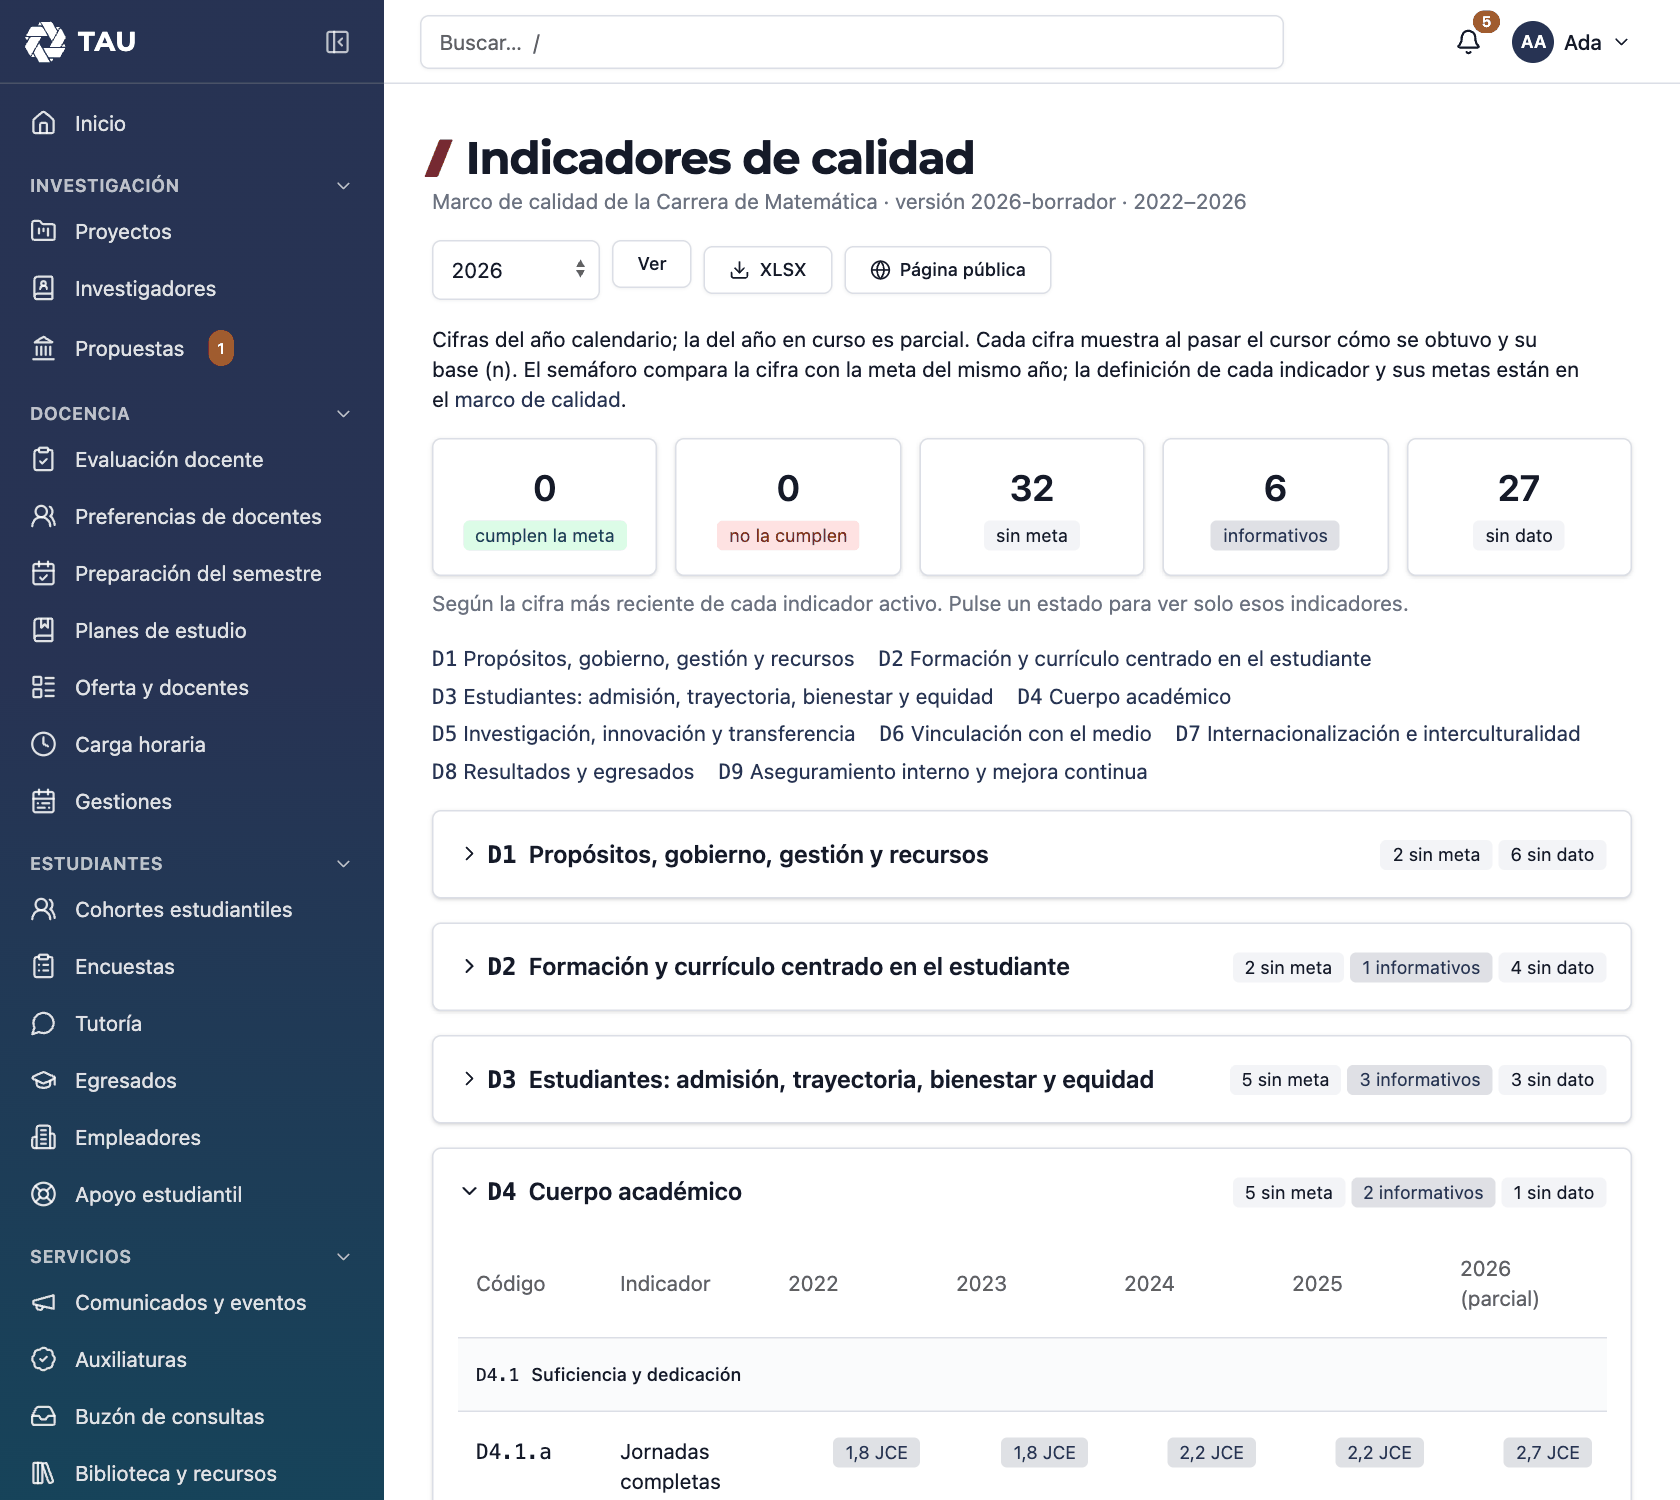 TAU
Buscar... /
5
AA Ada
Inicio
INVESTIGACIÓN
Proyectos
Investigadores
Propuestas 1
DOCENCIA
Evaluación docente
Preferencias de docentes
Preparación del semestre
Planes de estudio
Oferta y docentes
Carga horaria
Gestiones
ESTUDIANTES
Cohortes estudiantiles
Encuestas
Tutoría
Egresados
Empleadores
Apoyo estudiantil
SERVICIOS
Comunicados y eventos
Auxiliaturas
Buzón de consultas
Biblioteca y recursos
Indicadores de calidad
Marco de calidad de la Carrera de Matemática · versión 2026-borrador · 2022–2026
2026 Ver XLSX Página pública
Cifras del año calendario; la del año en curso es parcial. Cada cifra muestra al pasar el cursor cómo se obtuvo y su
base (n). El semáforo compara la cifra con la meta del mismo año; la definición de cada indicador y sus metas están en
el marco de calidad.
0 0 32 6 27
cumplen la meta no la cumplen sin meta informativos sin dato
Según la cifra más reciente de cada indicador activo. Pulse un estado para ver solo esos indicadores.
D1 Propósitos, gobierno, gestión y recursos D2 Formación y currículo centrado en el estudiante
D3 Estudiantes: admisión, trayectoria, bienestar y equidad D4 Cuerpo académico
D5 Investigación, innovación y transferencia D6 Vinculación con el medio D7 Internacionalización e interculturalidad
D8 Resultados y egresados D9 Aseguramiento interno y mejora continua
D1 Propósitos, gobierno, gestión y recursos 2 sin meta 6 sin dato
D2 Formación y currículo centrado en el estudiante 2 sin meta 1 informativos 4 sin dato
D3 Estudiantes: admisión, trayectoria, bienestar y equidad 5 sin meta 3 informativos 3 sin dato
D4 Cuerpo académico 5 sin meta 2 informativos 1 sin dato
Código Indicador 2022 2023 2024 2025 2026
(parcial)
D4.1 Suficiencia y dedicación
D4.1.a Jornadas 1,8 JCE 1,8 JCE 2,2 JCE 2,2 JCE 2,7 JCE
completas